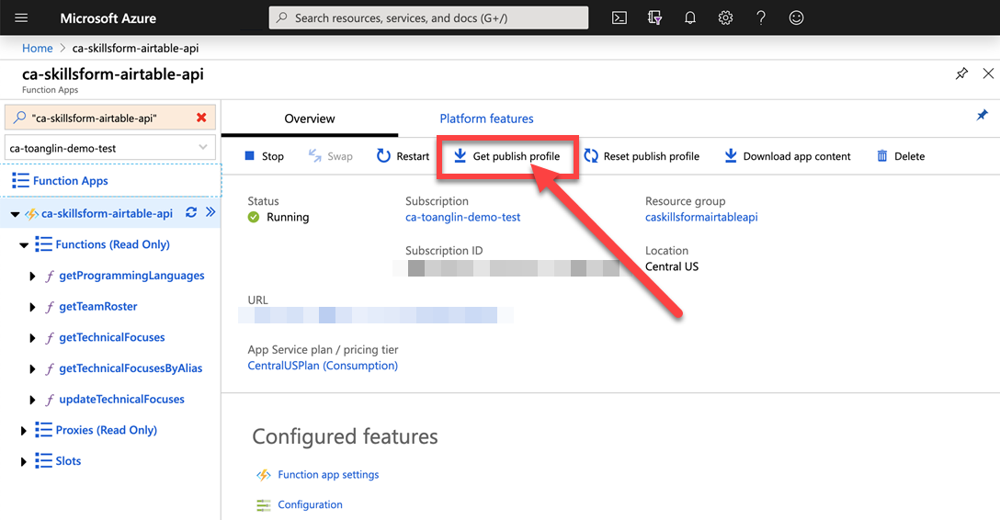 Microsoft Azure
Search resources, services, and docs (G+/)
Home > ca-skillsform-airtable-api
ca-skillsform-airtable-api
Function Apps
"ca-skillsform-airtable-api"
ca-toanglin-demo-test
Function Apps
ca-skillsform-airtable-api
Functions (Read Only)
getProgrammingLanguages
getTeamRoster
getTechnicalFocuses
getTechnicalFocusesByAlias
updateTechnicalFocuses
Proxies (Read Only)
Slots
Overview
Platform features
Stop
Swap
Restart
Get publish profile
Reset publish profile
Download app content
Delete
Status
Running
Subscription
ca-toanglin-demo-test
Resource group
caskillsformairtableapi
Subscription ID
Location
Central US
URL
App Service plan / pricing tier
CentralUSPlan (Consumption)
Configured features
Function app settings
Configuration